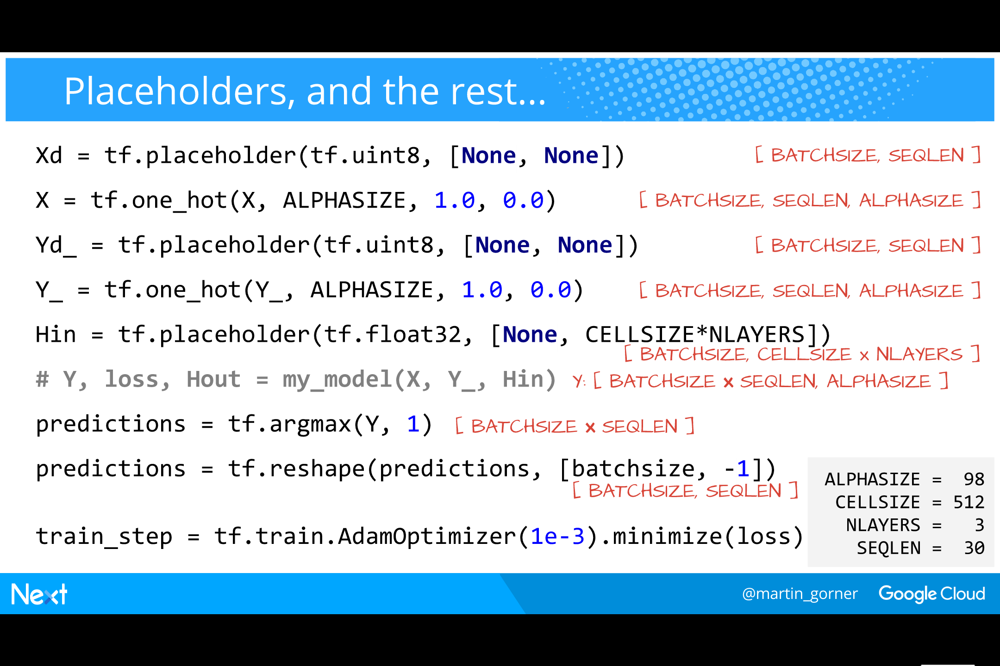 Placeholders, and the rest...
Xd = tf.placeholder(tf.uint8, [None, None]) [ BATCHSIZE, SEQLEN ]
X = tf.one_hot(X, ALPHASIZE, 1.0, 0.0) [ BATCHSIZE, SEQLEN, ALPHASIZE ]
Yd_ = tf.placeholder(tf.uint8, [None, None]) [ BATCHSIZE, SEQLEN ]
Y_ = tf.one_hot(Y_, ALPHASIZE, 1.0, 0.0) [ BATCHSIZE, SEQLEN, ALPHASIZE ]
Hin = tf.placeholder(tf.float32, [None, CELLSIZE*NLAYERS])
[ BATCHSIZE, CELLSIZE x NLAYERS ]
# Y, loss, Hout = my_model(X, Y_, Hin) Y: [ BATCHSIZE x SEQLEN, ALPHASIZE ]
predictions = tf.argmax(Y, 1) [ BATCHSIZE x SEQLEN ]
predictions = tf.reshape(predictions, [batchsize, -1])
[ BATCHSIZE, SEQLEN ]
train_step = tf.train.AdamOptimizer(1e-3).minimize(loss)
ALPHASIZE = 98
CELLSIZE = 512
NLAYERS = 3
SEQLEN = 30
Next @martin_gorner Google Cloud